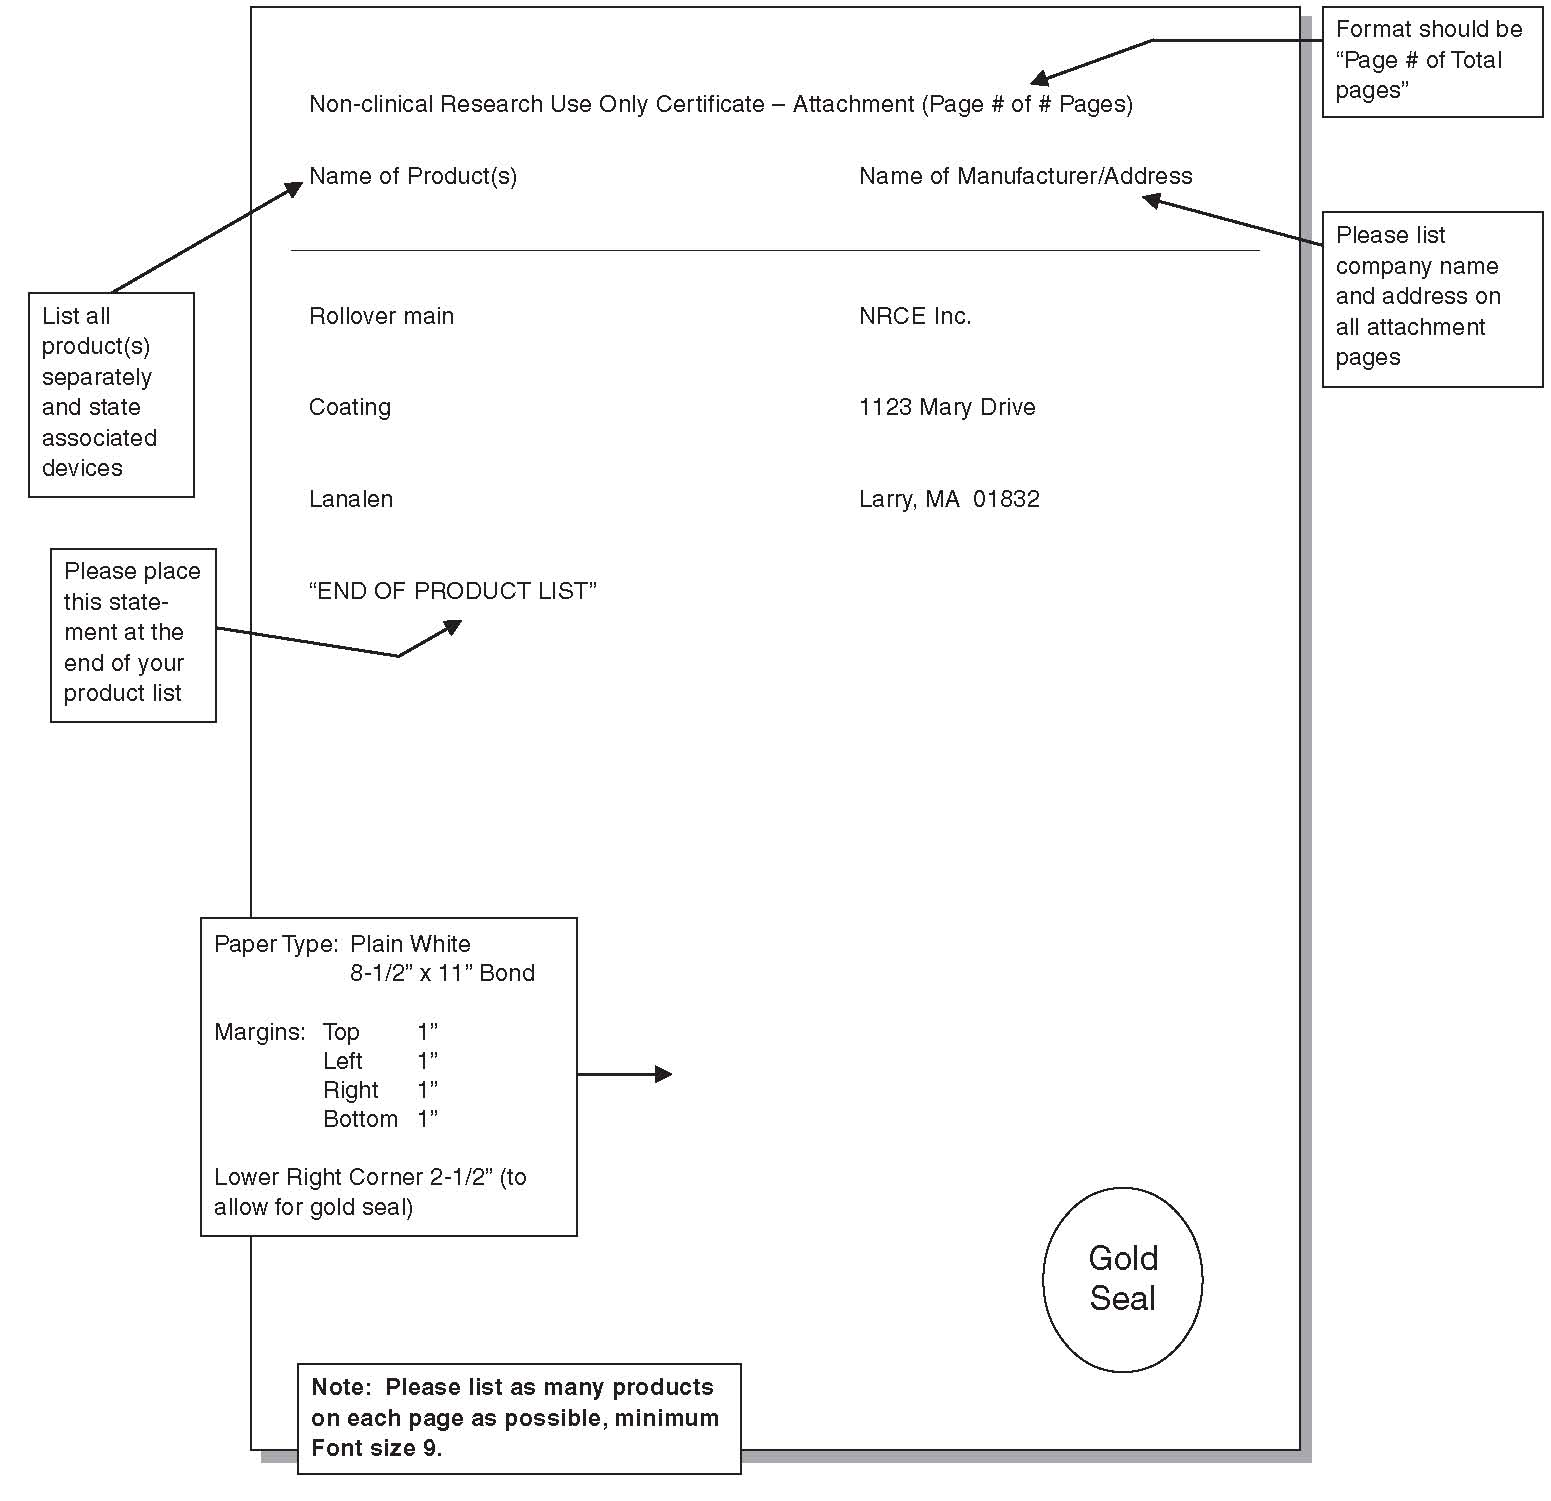 Format should be
“Page # of Total
pages”
Non-clinical Research Use Only Certificate – Attachment (Page # of # Pages)
Name of Product(s)
Name of Manufacturer/Address
Please list
company name
and address on
all attachment
pages
List all
product(s)
separately
and state
associated
devices
Rollover main
NRCE Inc.
Coating
1123 Mary Drive
Lanalen
Larry, MA  01832
“END OF PRODUCT LIST”
Please place
this state-
ment at the
end of your
product list
Paper Type:  Plain White
8-1/2” x 11” Bond
Margins:  Top  1”
Left  1”
Right  1”
Bottom  1”
Lower Right Corner 2-1/2” (to
allow for gold seal)
Gold
Seal
Note:  Please list as many products
on each page as possible, minimum
Font size 9.